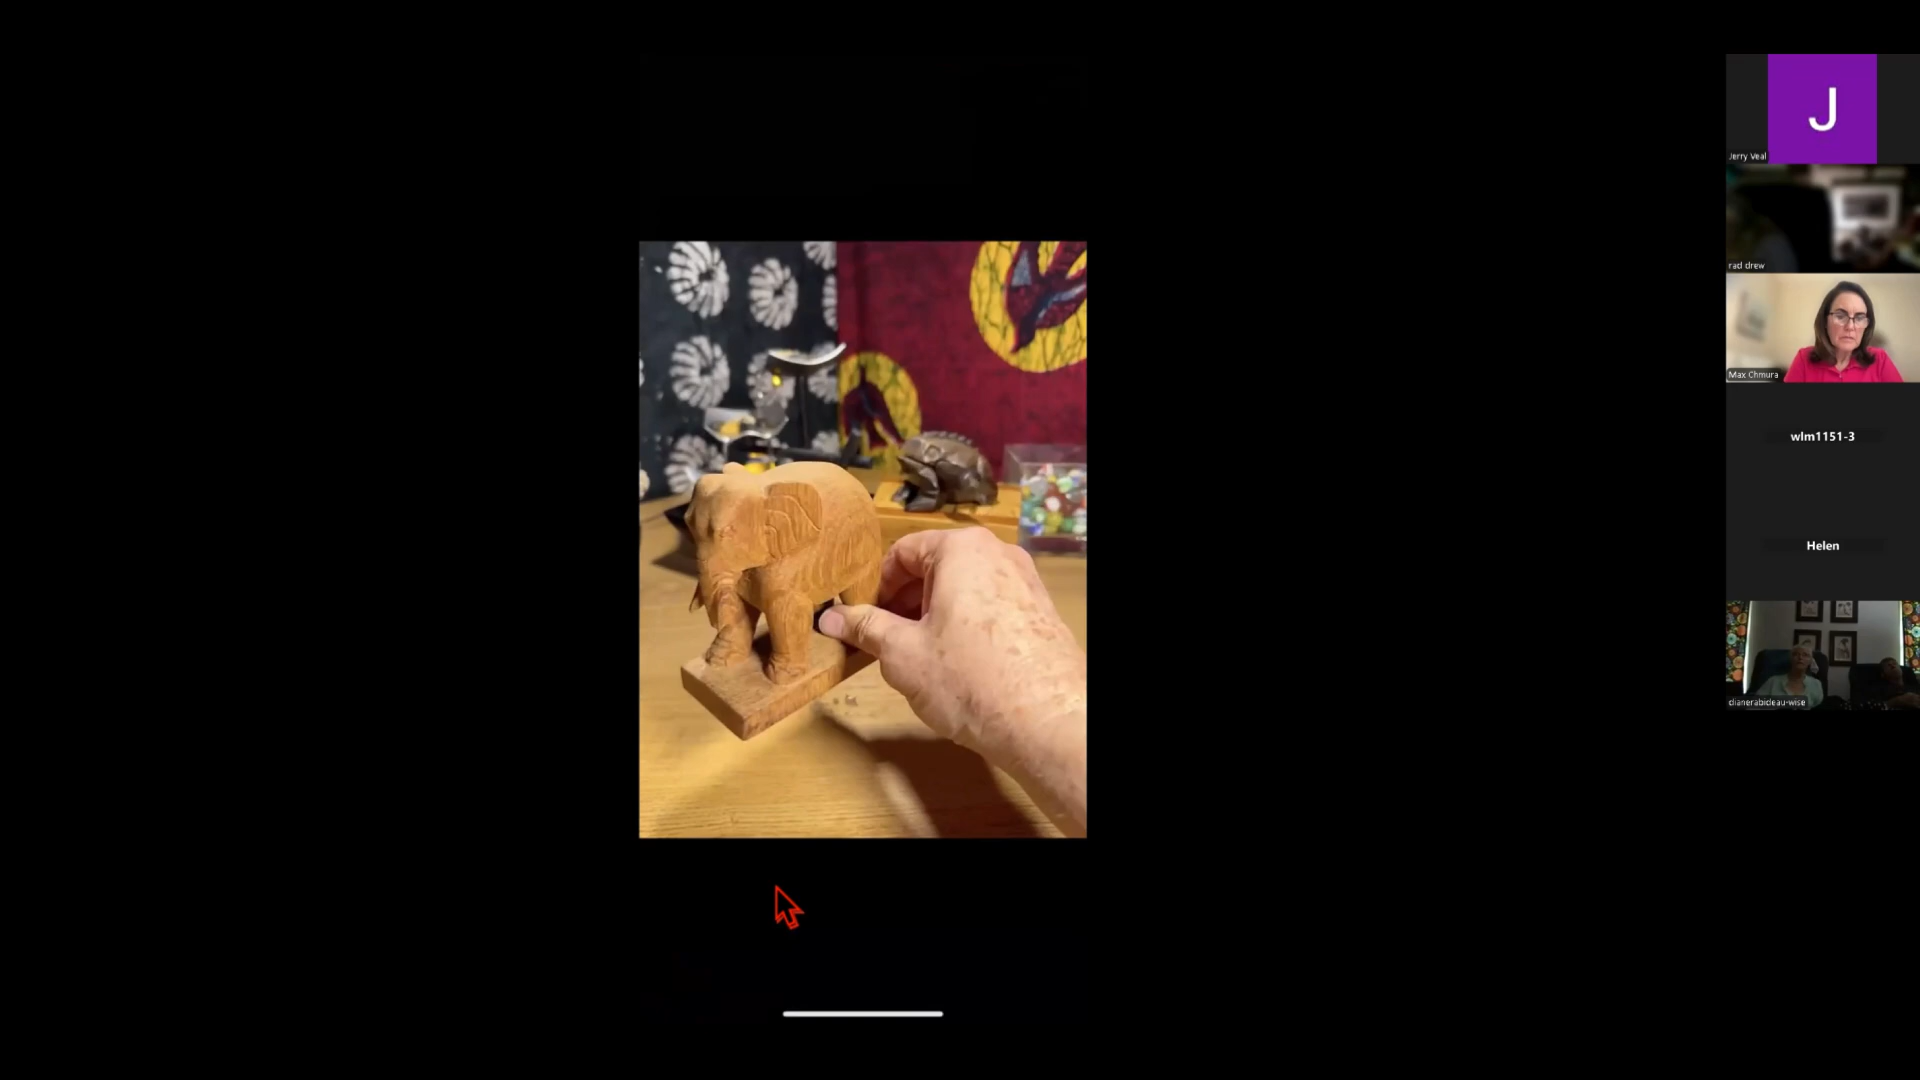 J
Jerry Veal
rad drew
Max Chmura
wlm1151-3
Helen
dianerabideau-wise